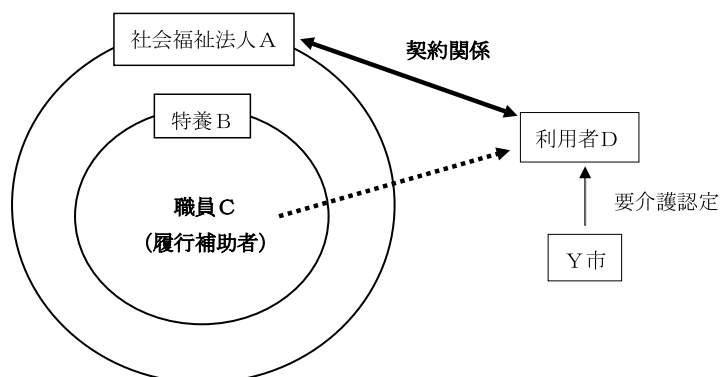 社会福祉法人A
契約関係
特養B
利用者D
職員C
(履行補助者)
要介護認定
Y市